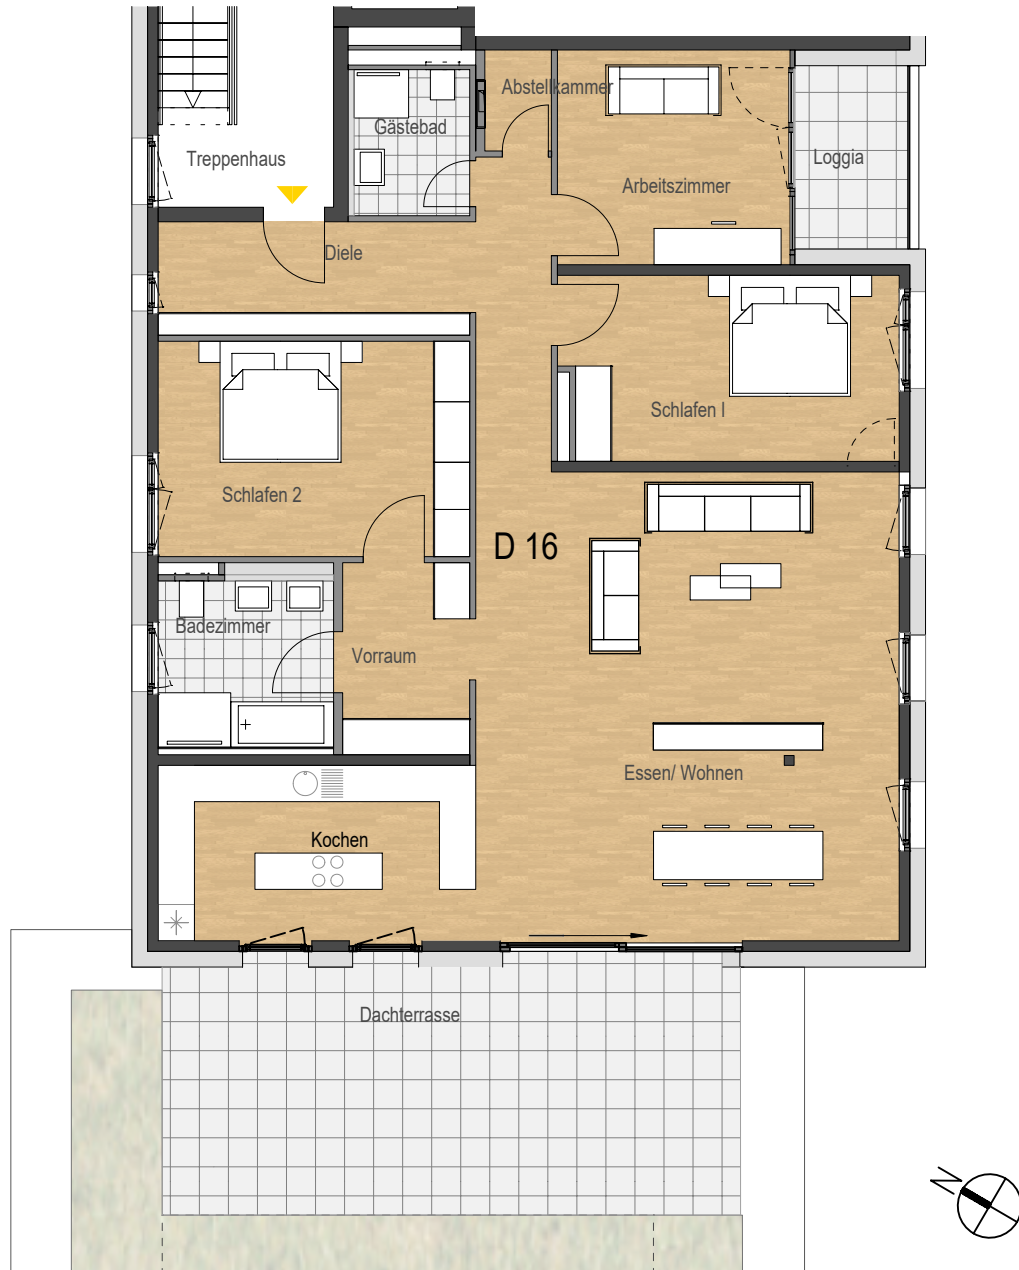 Abstellkammer
Gästebad
Treppenhaus
Loggia
Arbeitszimmer
Diele
Schlafen I
Schlafen 2
D 16
Badezimmer
Vorraum
Essen/ Wohnen
Kochen
Dachterrasse
N